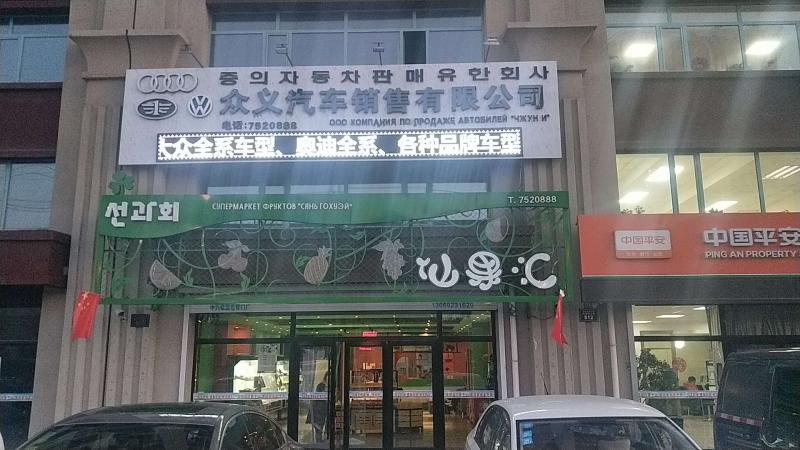 중의자동차판매유한회사
众义汽车销售有限公司
电话:7520888
ООО КОМПАНИЯ ПО ПРОДАЖЕ АВТОБИЛЕЙ "ЧЖУН И"
大众全系车型、奥迪全系、各种品牌车型
선과회
СУПЕРМАРКЕТ ФРУКТОВ "СЯНЬ ГОХУЭЙ"
T. 7520888
仙果·汇
中国平安
中国平安
PING AN PROPERTY